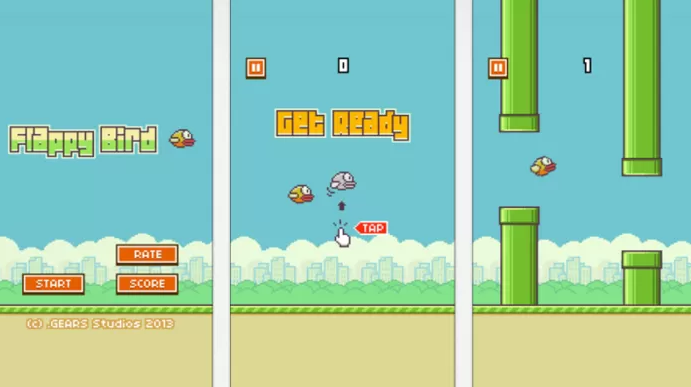 Flappy Bird
RATE
START
SCORE
(c) .GEARS Studios 2013
0
Get Ready
TAP
1